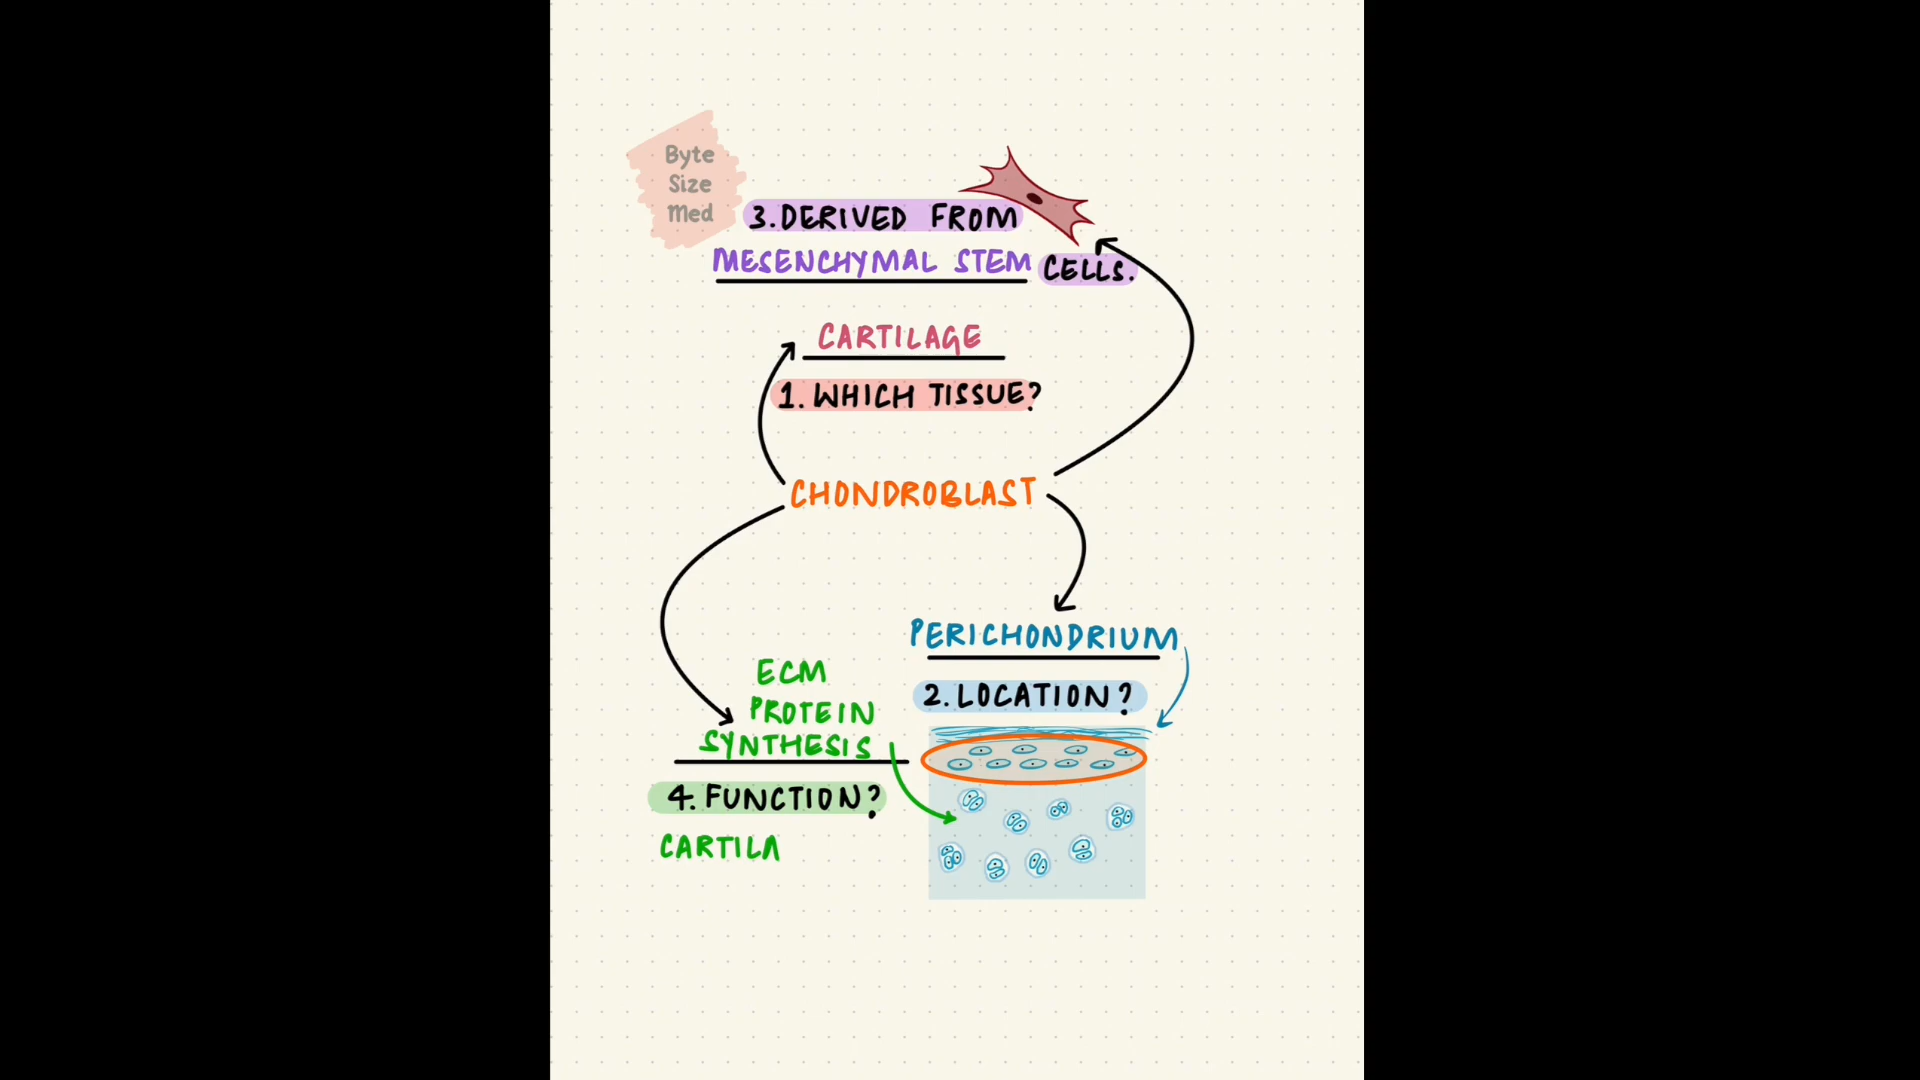 Byte
Size
Med
3. DERIVED FROM
MESENCHYMAL STEM CELLS.
CARTILAGE
1. WHICH TISSUE?
CHONDROBLAST
PERICHONDRIUM
2. LOCATION?
ECM
PROTEIN
SYNTHESIS
4. FUNCTION?
CARTILA